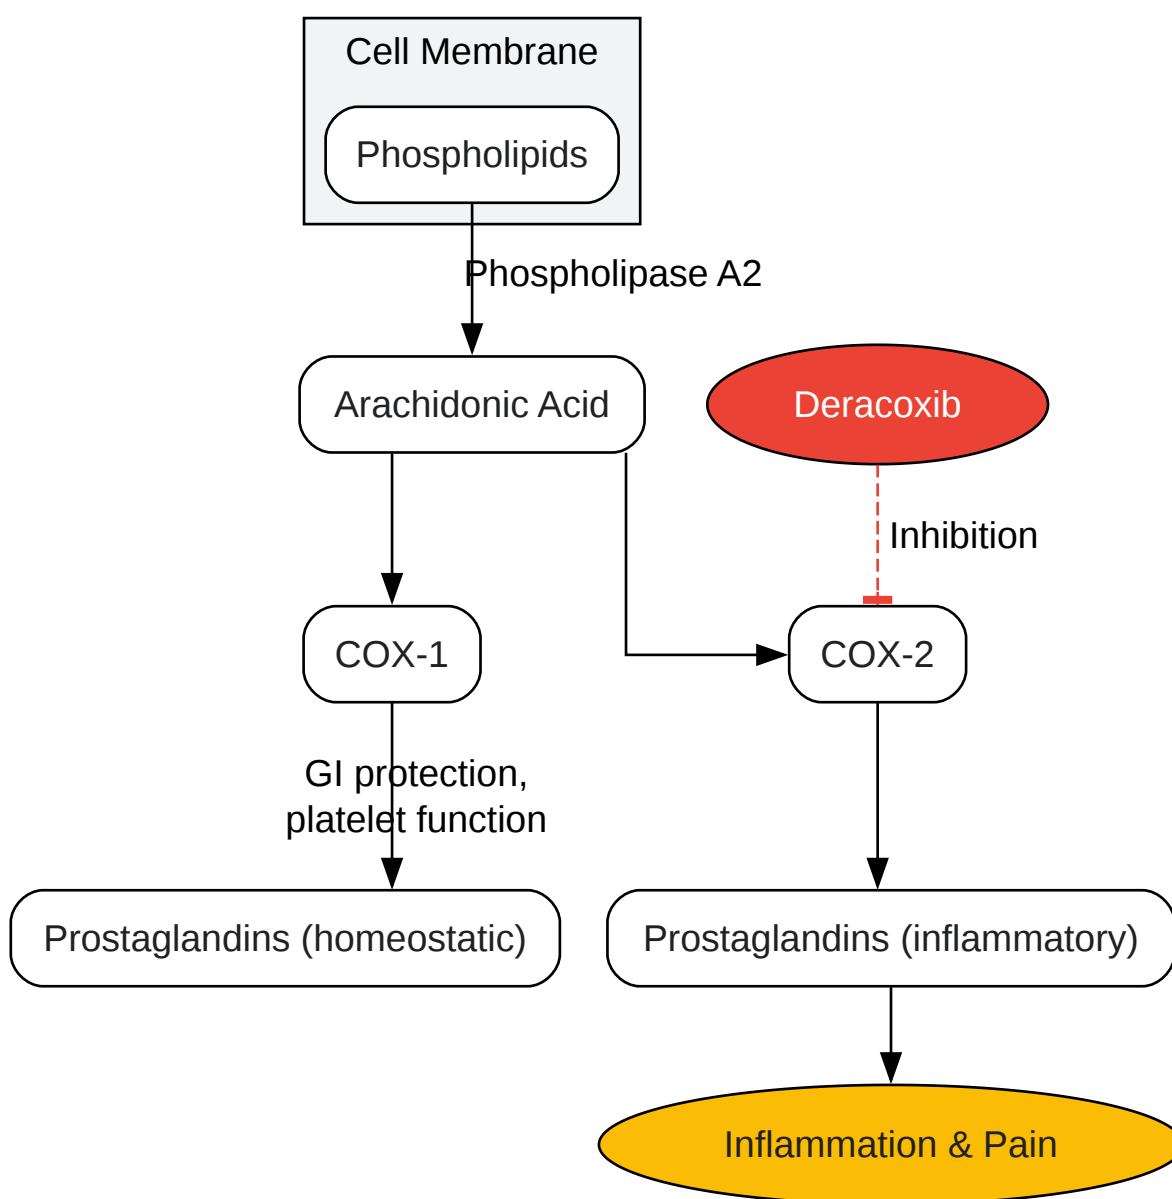 Cell Membrane
Phospholipids
Phospholipase A2
Arachidonic Acid
Deracoxib
Inhibition
COX-1
COX-2
GI protection,
platelet function
Prostaglandins (homeostatic)
Prostaglandins (inflammatory)
Inflammation & Pain